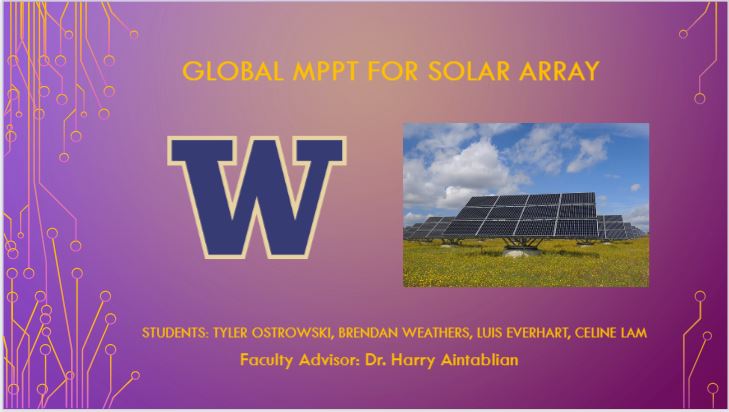 GLOBAL MPPT FOR SOLAR ARRAY
W
STUDENTS: TYLER OSTROWSKI, BRENDAN WEATHERS, LUIS EVERHART, CELINE LAM
Faculty Advisor: Dr. Harry Aintablian